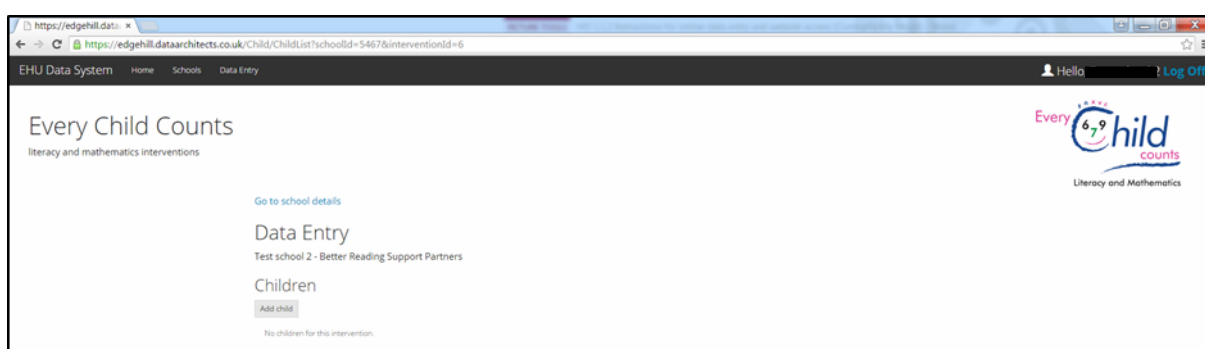 https://edgehill.data
https://edgehill.dataarchitects.co.uk/Child/ChildList?schoolId=5467&interventionId=6
EHU Data System Home Schools Data Entry Hello ? Log Off
Every Child Counts
literacy and mathematics interventions
Every Child counts
6 7 9
Literacy and Mathematics
Go to school details
Data Entry
Test school 2 - Better Reading Support Partners
Children
Add child
No children for this intervention.